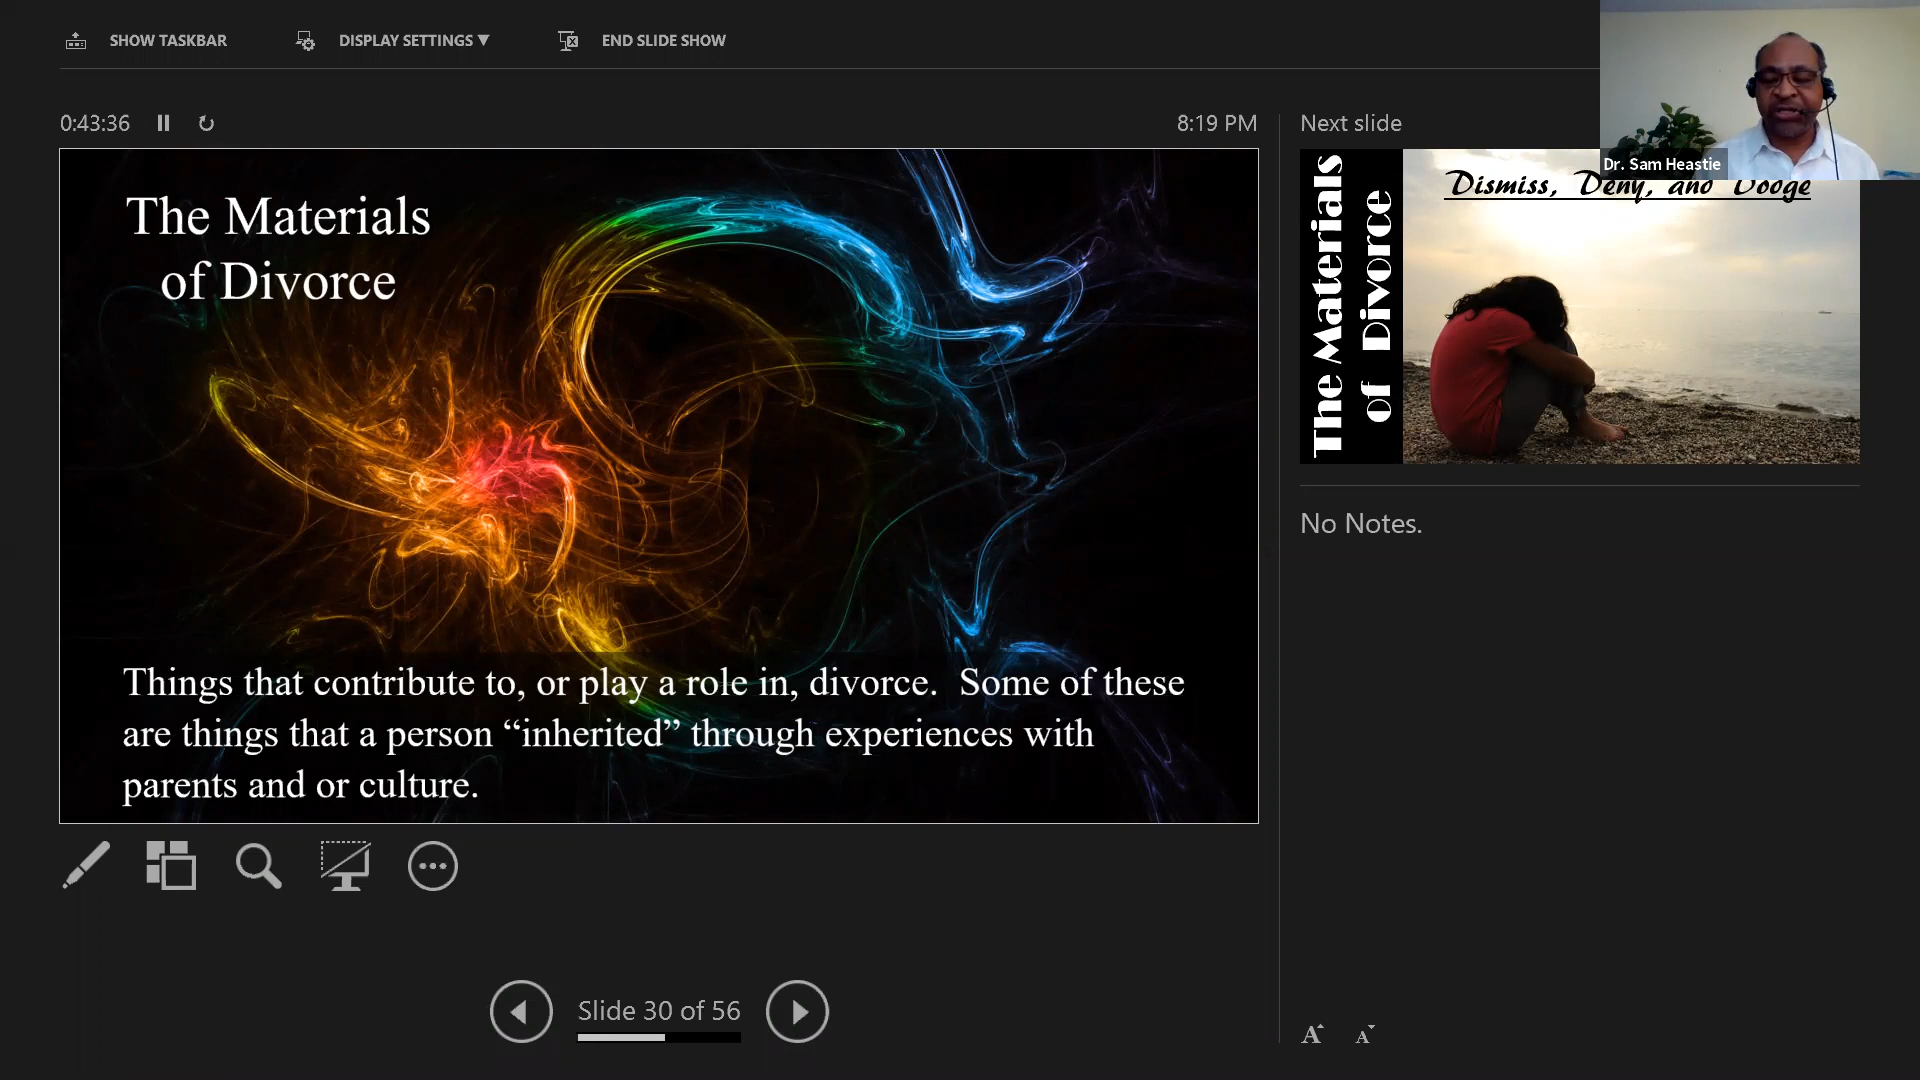 SHOW TASKBAR
DISPLAY SETTINGS ▼
END SLIDE SHOW
0:43:36
8:19 PM
The Materials
of Divorce
Things that contribute to, or play a role in, divorce.  Some of these
are things that a person “inherited” through experiences with
parents and or culture.
Slide 30 of 56
Next slide
Dr. Sam Heastie
Dismiss, Deny, and Dodge
The Materials
of Divorce
No Notes.
A
A